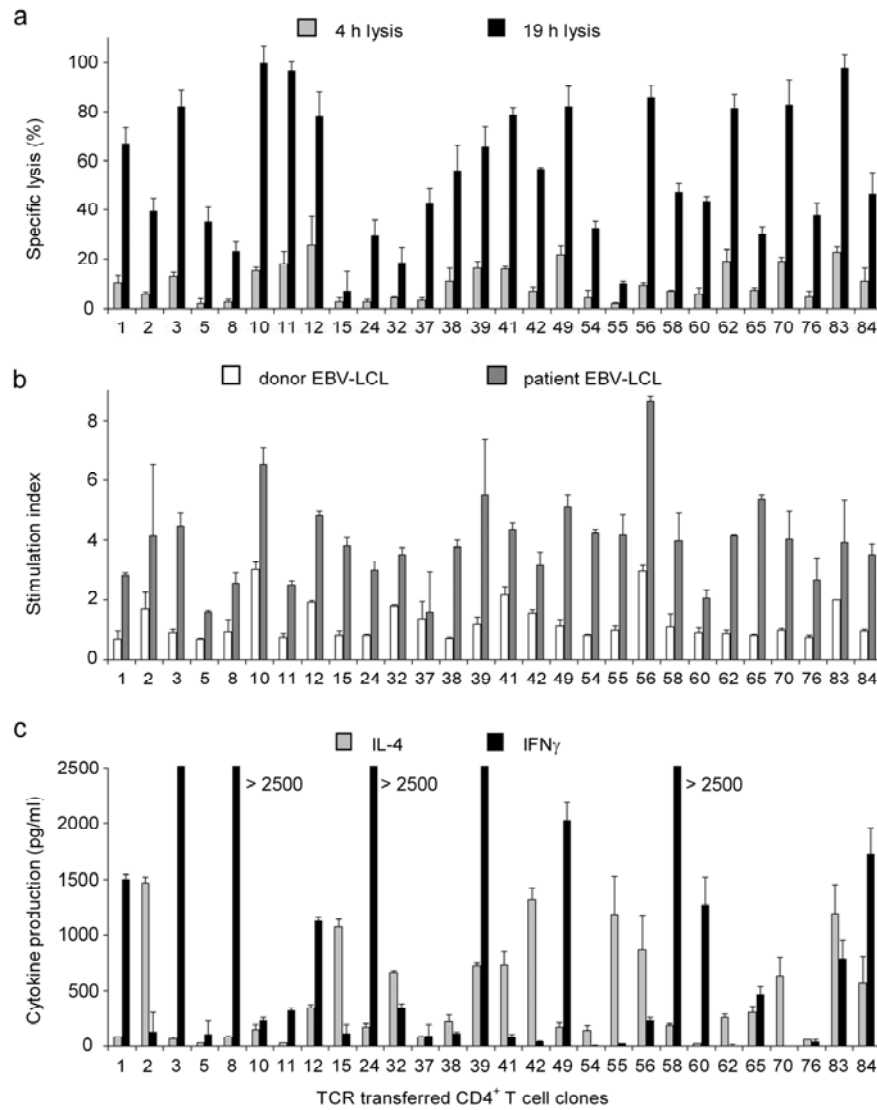 a
4 h lysis 19 h lysis
Specific lysis (%)
100
80
60
40
20
0
1 2 3 5 8 10 11 12 15 24 32 37 38 39 41 42 49 54 55 56 58 60 62 65 70 76 83 84
b
donor EBV-LCL patient EBV-LCL
Stimulation index
8
6
4
2
0
1 2 3 5 8 10 11 12 15 24 32 37 38 39 41 42 49 54 55 56 58 60 62 65 70 76 83 84
c
IL-4 IFNγ
Cytokine production (pg/ml)
2500
2000
1500
1000
500
0
> 2500 > 2500 > 2500
1 2 3 5 8 10 11 12 15 24 32 37 38 39 41 42 49 54 55 56 58 60 62 65 70 76 83 84
TCR transferred CD4⁺ T cell clones